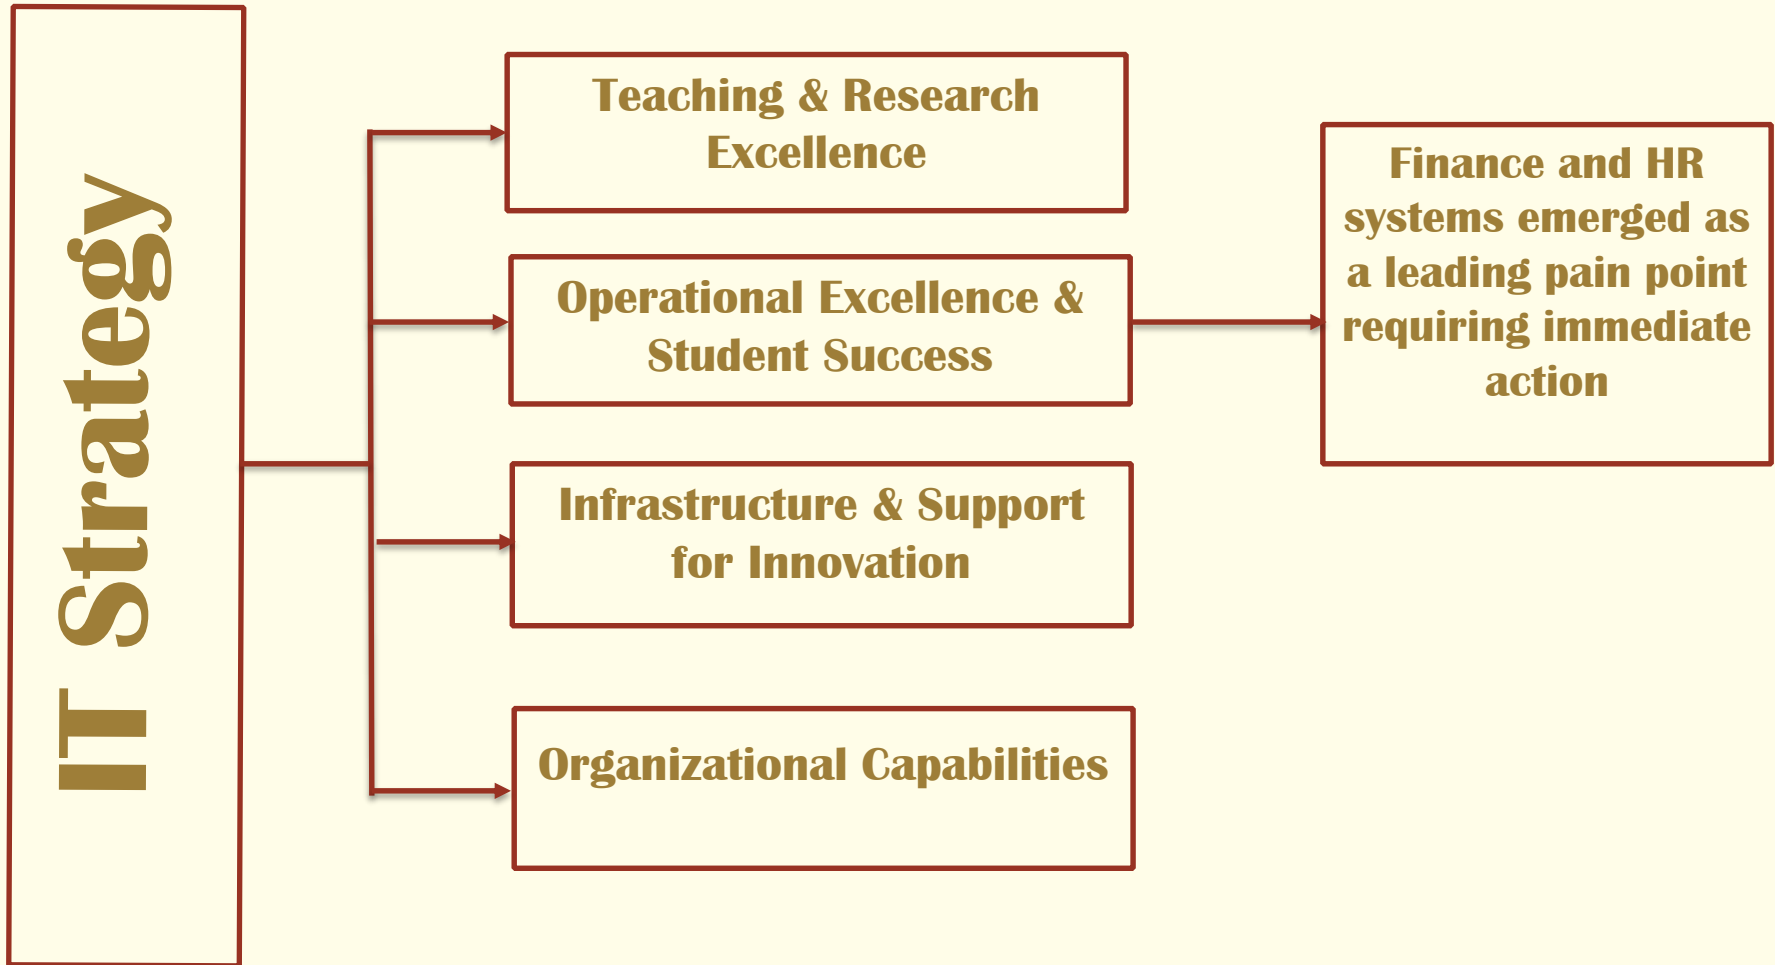 IT Strategy
Teaching & Research
Excellence
Operational Excellence &
Student Success
Infrastructure & Support
for Innovation
Organizational Capabilities
Finance and HR
systems emerged as
a leading pain point
requiring immediate
action